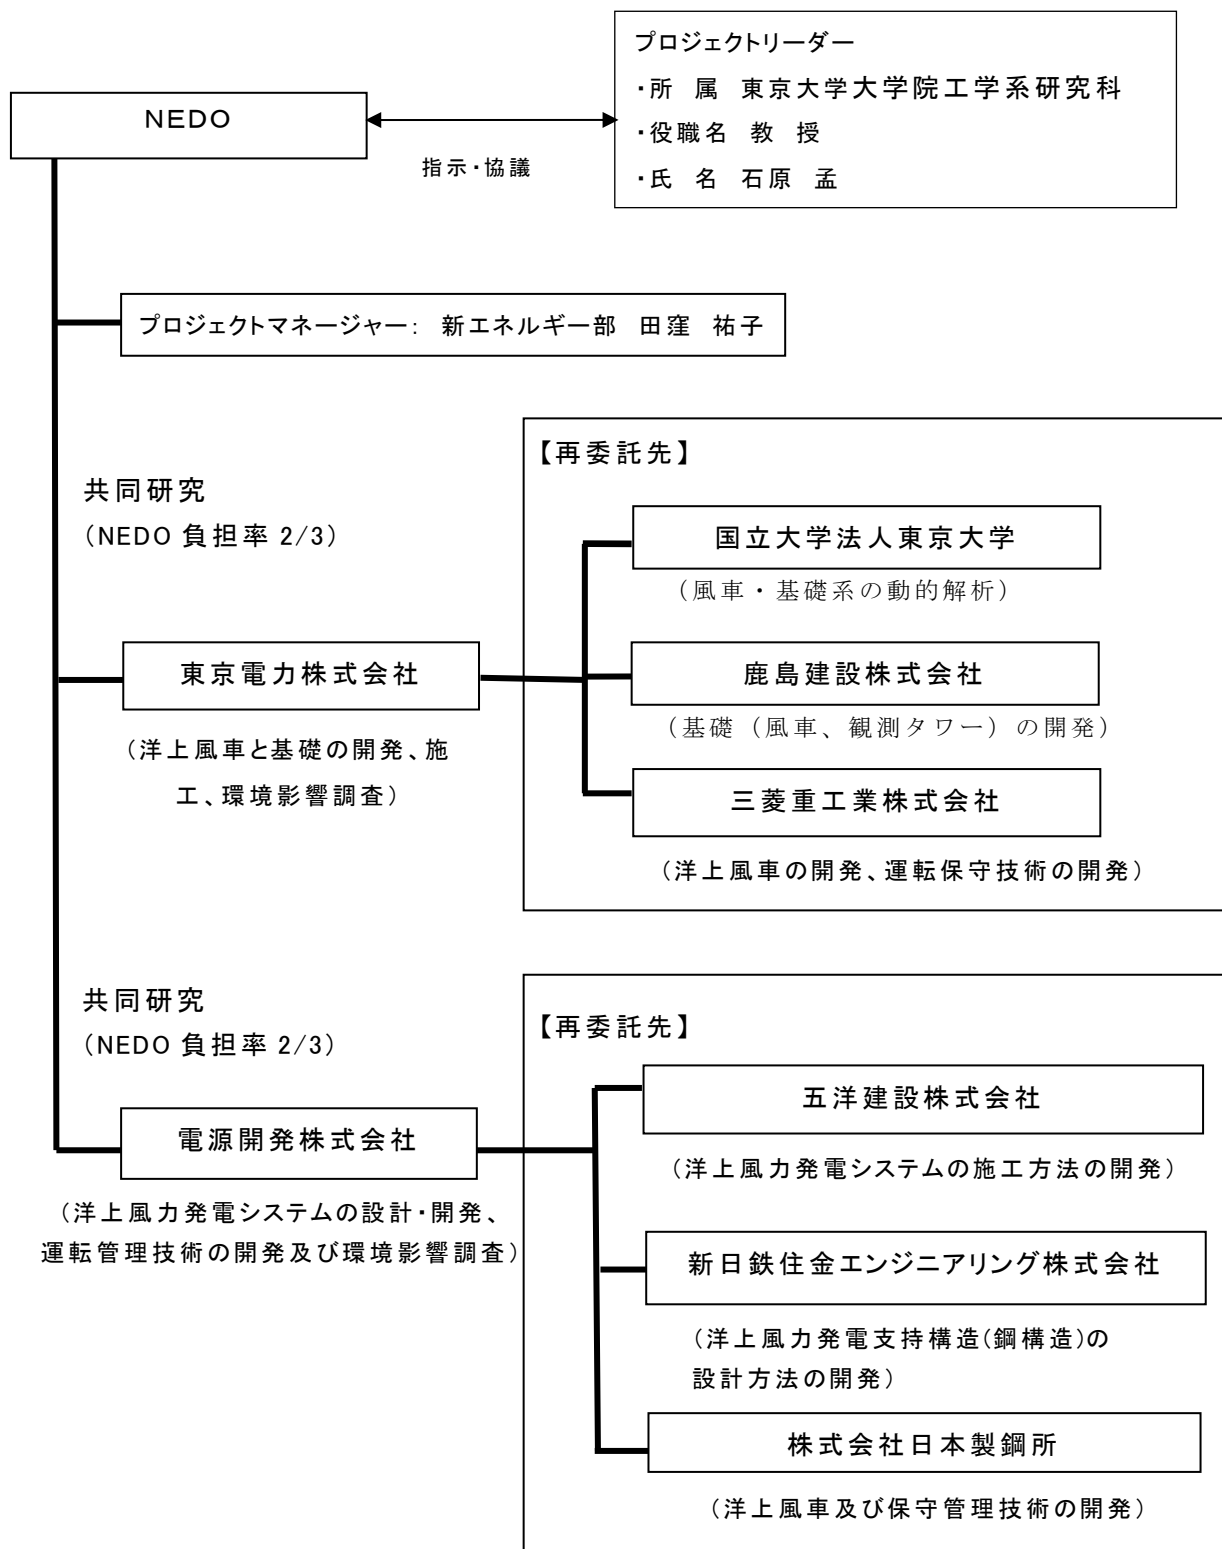 プロジェクトリーダー
・所 属 東京大学大学院工学系研究科
・役職名 教 授
・氏 名 石原 孟
NEDO
指示・協議
プロジェクトマネージャー: 新エネルギー部 田窪 祐子
共同研究
(NEDO 負担率 2/3)
東京電力株式会社
(洋上風車と基礎の開発、施
工、環境影響調査)
【再委託先】
国立大学法人東京大学
(風車・基礎系の動的解析)
鹿島建設株式会社
(基礎(風車、観測タワー)の開発)
三菱重工業株式会社
(洋上風車の開発、運転保守技術の開発)
共同研究
(NEDO 負担率 2/3)
電源開発株式会社
(洋上風力発電システムの設計・開発、
運転管理技術の開発及び環境影響調査)
【再委託先】
五洋建設株式会社
(洋上風力発電システムの施工方法の開発)
新日鉄住金エンジニアリング株式会社
(洋上風力発電支持構造(鋼構造)の
設計方法の開発)
株式会社日本製鋼所
(洋上風車及び保守管理技術の開発)